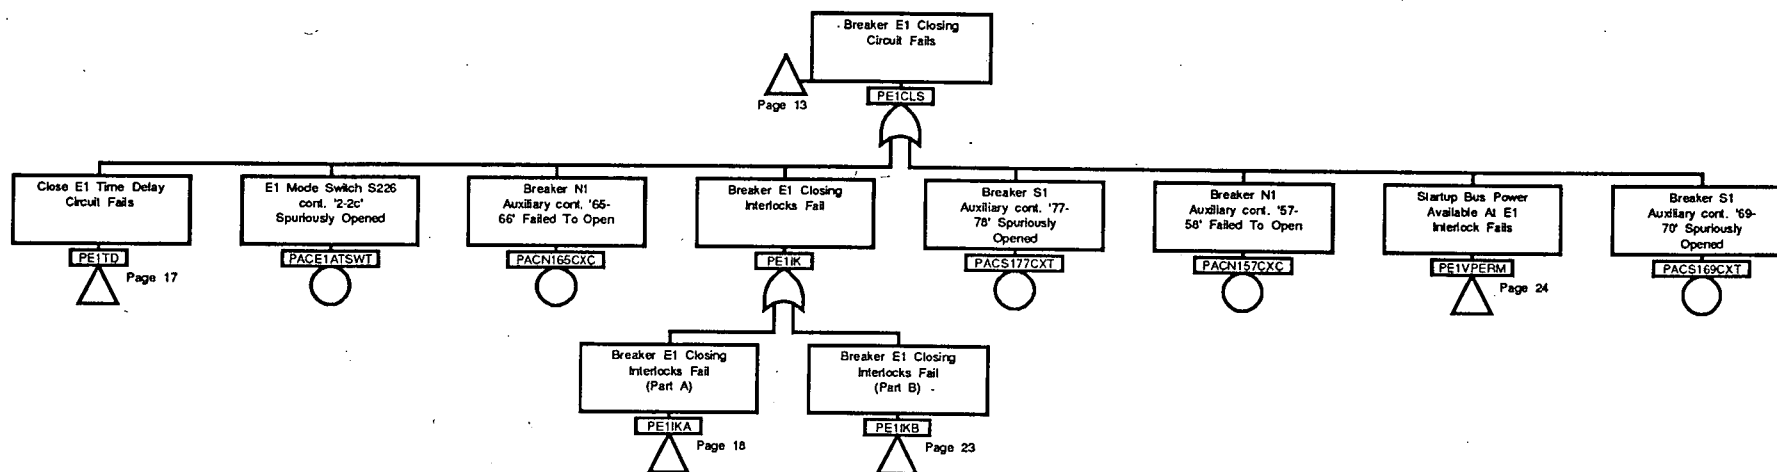 Breaker E1 Closing
Circuit Fails
Page 13
PE1CLS
Close E1 Time Delay
Circuit Fails
PE1TD
Page 17
E1 Mode Switch S226
cont. '2-2c'
Spuriously Opened
PACE1ATSWT
Breaker N1
Auxiliary cont. '65-
66' Failed To Open
PACN165CXC
Breaker E1 Closing
Interlocks Fail
PE1IK
Breaker S1
Auxiliary cont. '77-
78' Spuriously
Opened
PACS177CXT
Breaker N1
Auxiliary cont. '57-
58' Failed To Open
PACN157CXC
Startup Bus Power
Available At E1
Interlock Fails
PE1VPERM
Page 24
Breaker S1
Auxiliary cont. '69-
70' Spuriously
Opened
PACS169CXT
Breaker E1 Closing
Interlocks Fail
(Part A)
PE1IKA
Page 18
Breaker E1 Closing
Interlocks Fail
(Part B)
PE1IKB
Page 23